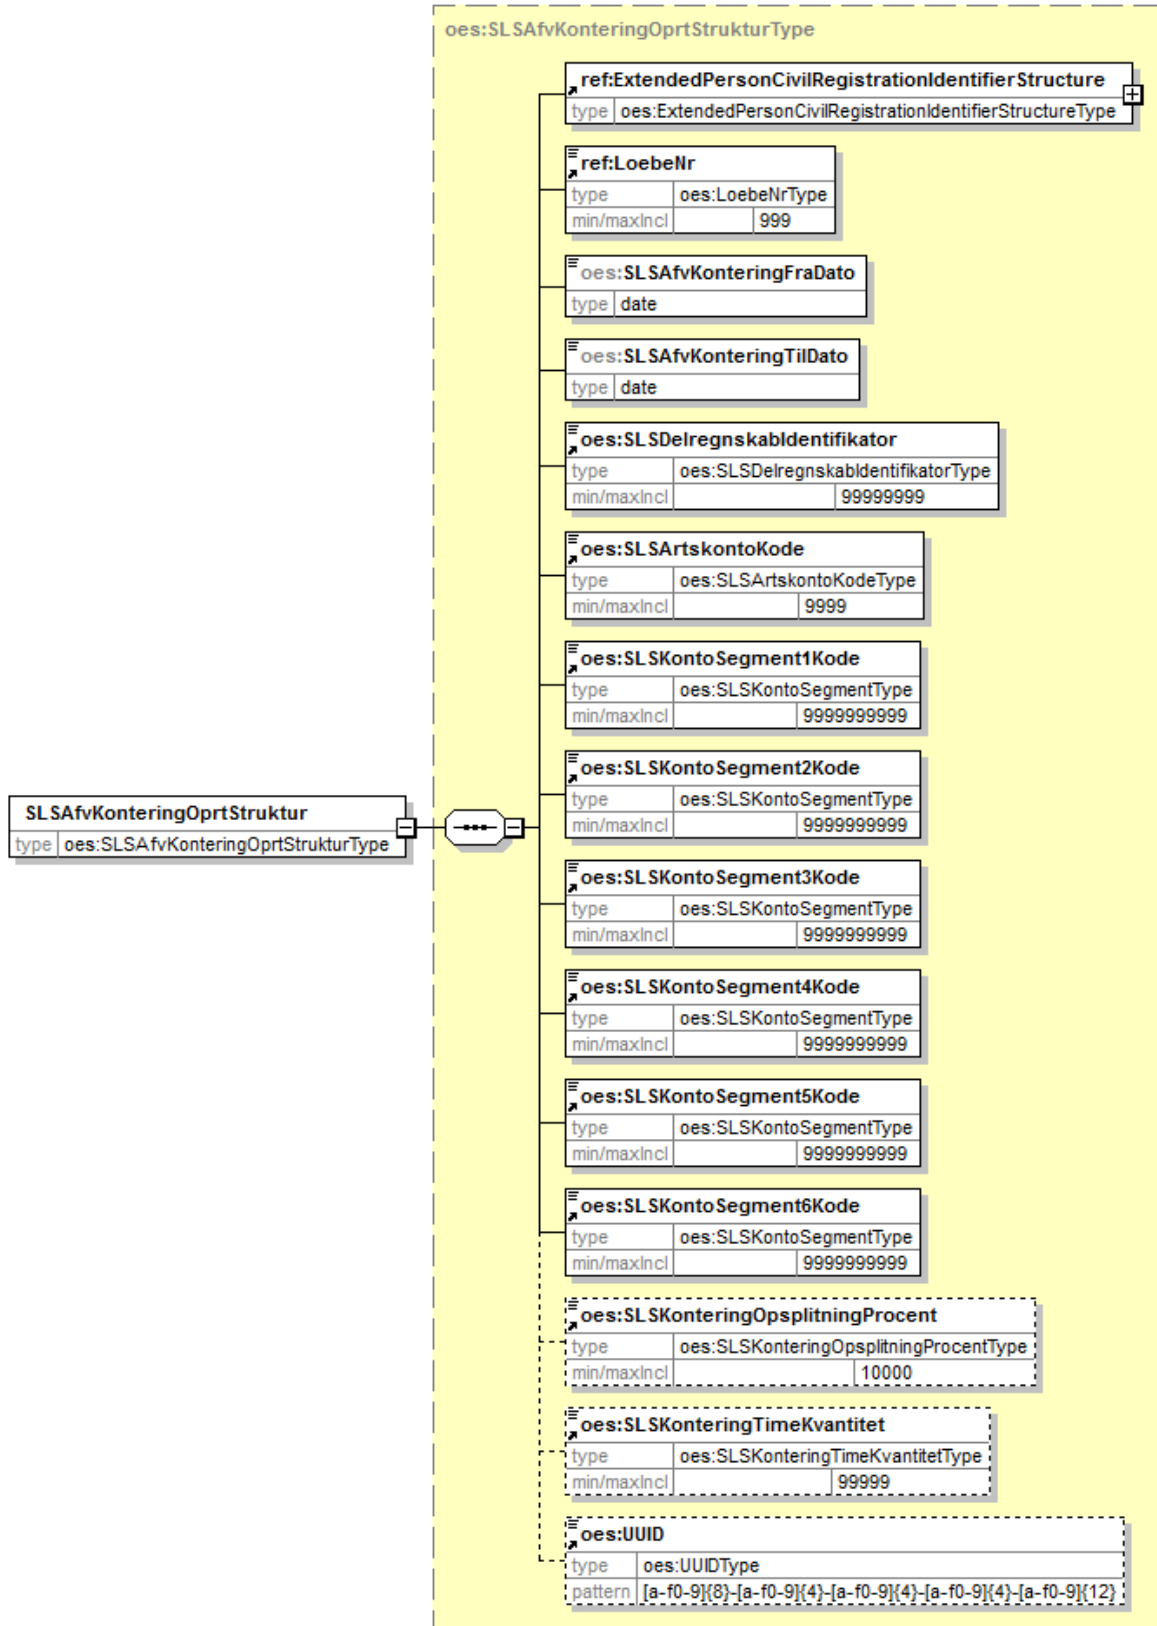 oes:SLSAfvKonteringOprtStrukturType
ref:ExtendedPersonCivilRegistrationIdentifierStructure
type oes:ExtendedPersonCivilRegistrationIdentifierStructureType
ref:LoebeNr
type oes:LoebeNrType
min/maxIncl 999
oes:SLSAfvKonteringFraDato
type date
oes:SLSAfvKonteringTilDato
type date
oes:SLSDelregnskabIdentifikator
type oes:SLSDelregnskabIdentifikatorType
min/maxIncl 99999999
oes:SLSArtskontoKode
type oes:SLSArtskontoKodeType
min/maxIncl 9999
oes:SLSKontoSegment1Kode
type oes:SLSKontoSegmentType
min/maxIncl 9999999999
oes:SLSKontoSegment2Kode
type oes:SLSKontoSegmentType
min/maxIncl 9999999999
SLSAfvKonteringOprtStruktur
type oes:SLSAfvKonteringOprtStrukturType
oes:SLSKontoSegment3Kode
type oes:SLSKontoSegmentType
min/maxIncl 9999999999
oes:SLSKontoSegment4Kode
type oes:SLSKontoSegmentType
min/maxIncl 9999999999
oes:SLSKontoSegment5Kode
type oes:SLSKontoSegmentType
min/maxIncl 9999999999
oes:SLSKontoSegment6Kode
type oes:SLSKontoSegmentType
min/maxIncl 9999999999
oes:SLSKonteringOpsplitningProcent
type oes:SLSKonteringOpsplitningProcentType
min/maxIncl 10000
oes:SLSKonteringTimeKvantitet
type oes:SLSKonteringTimeKvantitetType
min/maxIncl 99999
oes:UUID
type oes:UUIDType
pattern [a-f0-9]{8}-[a-f0-9]{4}-[a-f0-9]{4}-[a-f0-9]{4}-[a-f0-9]{12}